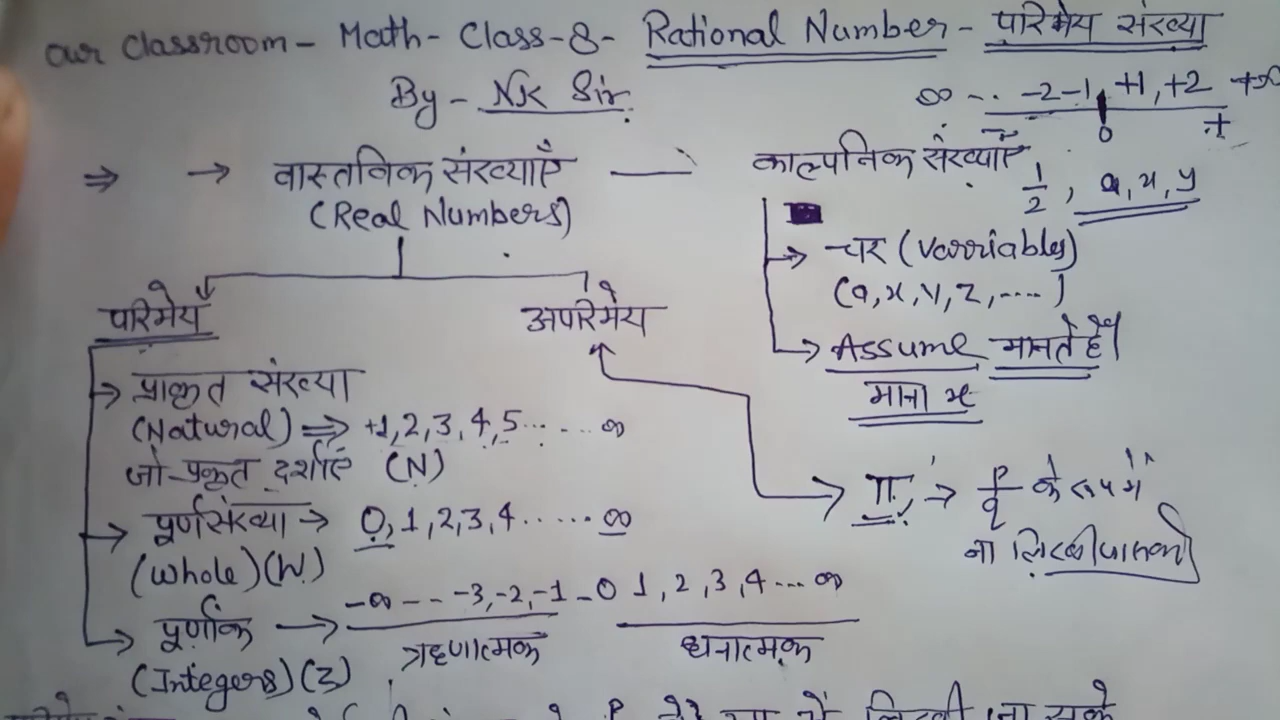 our Classroom - Math - Class-8 - Rational Number - परिमेय संख्या
By - NK Sir
∞ -. -2 -1, +1, +2 +∞
0 +
⇒ → वास्तविक संख्याएँ — काल्पनिक संख्याएँ
(Real Numbers)
1/2, a, x, y
→ चर (Varriables)
(a, x, y, z, ....)
→ Assume मानते हैं।
माना x
परिमेय अपरिमेय
→ प्राकृत संख्या
(Natural) ⇒ +1, 2, 3, 4, 5 ..... ∞
जो प्रकृत दर्शाएं (N)
→ पूर्णसंख्या → 0, 1, 2, 3, 4 ...... ∞
(Whole) (W)
→ π → p/q के रूप में
ना लिखी जा सके
→ पूर्णांक → -∞ --- -3, -2, -1 - 0 1, 2, 3, 4 ... ∞
(Integers) (Z) ऋणात्मक धनात्मक